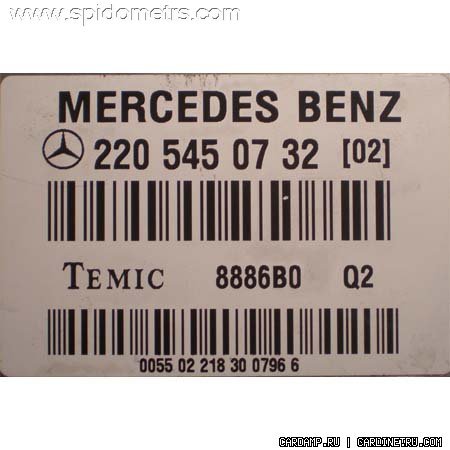 www.spidometrs.com
MERCEDES BENZ
220 545 07 32 [02]
TEMIC 8886B0 Q2
0055 02 218 30 0796 6
CARDAMP.RU | CARDINETRU.COM